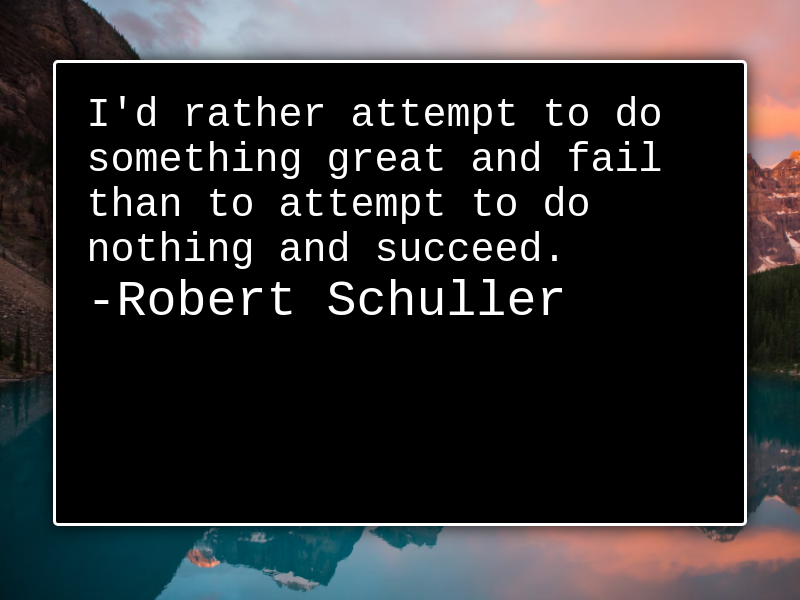 I'd rather attempt to do
something great and fail
than to attempt to do
nothing and succeed.
-Robert Schuller